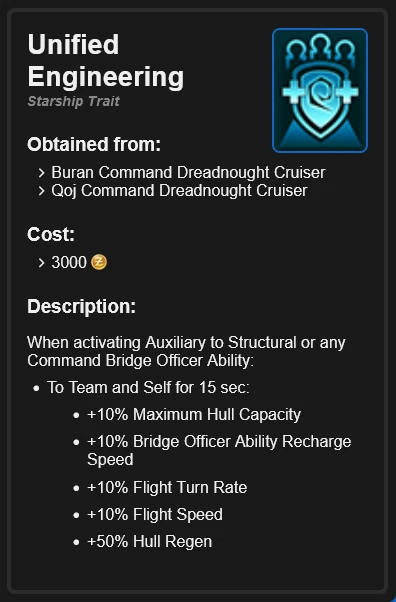 Unified
Engineering
Starship Trait
Obtained from:
Buran Command Dreadnought Cruiser
Qoj Command Dreadnought Cruiser
Cost:
3000
Description:
When activating Auxiliary to Structural or any
Command Bridge Officer Ability:
To Team and Self for 15 sec:
+10% Maximum Hull Capacity
+10% Bridge Officer Ability Recharge
Speed
+10% Flight Turn Rate
+10% Flight Speed
+50% Hull Regen